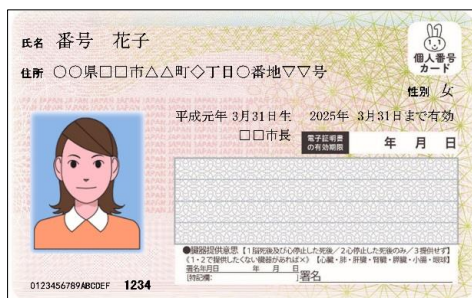 氏名 番号 花子
個人番号
カード
住所 〇〇県□□市△△町◇丁目〇番地▽▽号
性別 女
平成元年 3月31日生 2025年 3月31日まで有効
□□市長
電子証明書
の有効期限
年 月 日
●臓器提供意思【1脳死後及び心停止した死後／2心停止した死後のみ／3提供せず】
《1・2で提供したくない臓器があれば×》【心臓・肺・肝臓・腎臓・膵臓・小腸・眼球】
署名年月日 年 月 日
[特記欄: ]署名
0123456789ABCDEF 1234